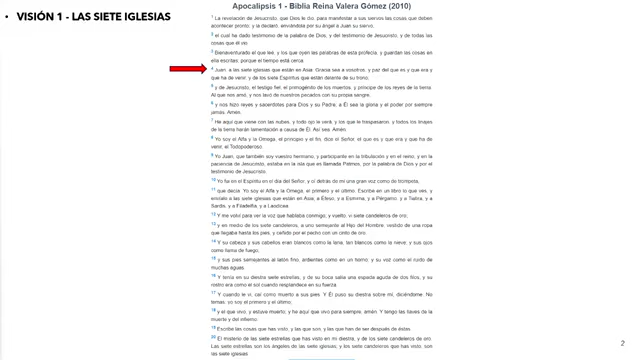 • VISIÓN 1 - LAS SIETE IGLESIAS
Apocalipsis 1 - Biblia Reina Valera Gómez (2010)
1 La revelación de Jesucristo, que Dios le dio, para manifestar a sus siervos las cosas que deben
acontecer pronto; y la declaró, enviándola por su ángel a Juan su siervo,
2 el cual ha dado testimonio de la palabra de Dios, y del testimonio de Jesucristo, y de todas las
cosas que él vio.
3 Bienaventurado el que lee, y los que oyen las palabras de esta profecía, y guardan las cosas en
ella escritas; porque el tiempo está cerca.
4 Juan, a las siete iglesias que están en Asia: Gracia sea a vosotros, y paz del que es y que era y
que ha de venir; y de los siete Espíritus que están delante de su trono;
5 y de Jesucristo, el testigo fiel, el primogénito de los muertos, y príncipe de los reyes de la tierra.
Al que nos amó, y nos lavó de nuestros pecados con su propia sangre,
6 y nos hizo reyes y sacerdotes para Dios y su Padre; a Él sea la gloria y el poder por siempre
jamás. Amén.
7 He aquí que viene con las nubes, y todo ojo le verá, y los que le traspasaron, y todos los linajes
de la tierra harán lamentación a causa de Él. Así sea. Amén.
8 Yo soy el Alfa y la Omega, el principio y el fin, dice el Señor, el que es y que era y que ha de
venir, el Todopoderoso.
9 Yo Juan, que también soy vuestro hermano, y participante en la tribulación y en el reino, y en la
paciencia de Jesucristo, estaba en la isla que es llamada Patmos, por la palabra de Dios y por el
testimonio de Jesucristo.
10 Yo fui en el Espíritu en el día del Señor, y oí detrás de mí una gran voz como de trompeta,
11 que decía: Yo soy el Alfa y la Omega, el primero y el último. Escribe en un libro lo que ves, y
envíalo a las siete iglesias que están en Asia; a Éfeso, y a Esmirna, y a Pérgamo, y a Tiatira, y a
Sardis, y a Filadelfia, y a Laodicea.
12 Y me volví para ver la voz que hablaba conmigo; y vuelto, vi siete candeleros de oro;
13 y en medio de los siete candeleros, a uno semejante al Hijo del Hombre, vestido de una ropa
que llegaba hasta los pies, y ceñido por el pecho con un cinto de oro.
14 Y su cabeza y sus cabellos eran blancos como la lana, tan blancos como la nieve; y sus ojos
como llama de fuego;
15 y sus pies semejantes al latón fino, ardientes como en un horno; y su voz como el ruido de
muchas aguas.
16 Y tenía en su diestra siete estrellas; y de su boca salía una espada aguda de dos filos, y su
rostro era como el sol cuando resplandece en su fuerza.
17 Y cuando le vi, caí como muerto a sus pies. Y Él puso su diestra sobre mí, diciéndome: No
temas; yo soy el primero y el último;
18 y el que vivo, y estuve muerto; y he aquí que vivo para siempre, amén. Y tengo las llaves de la
muerte y del infierno.
19 Escribe las cosas que has visto, y las que son, y las que han de ser después de éstas.
20 El misterio de las siete estrellas que has visto en mi diestra, y de los siete candeleros de oro.
Las siete estrellas son los ángeles de las siete iglesias; y los siete candeleros que has visto, son
las siete iglesias.
2